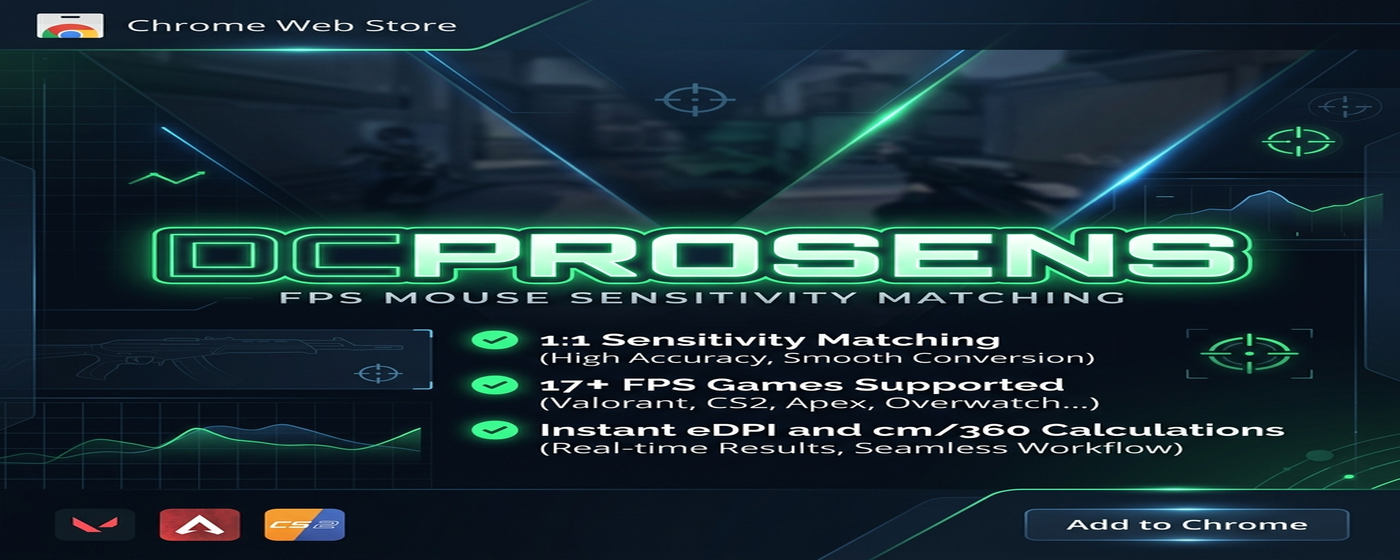 Chrome Web Store
DCPROSENS
FPS MOUSE SENSITIVITY MATCHING
1:1 Sensitivity Matching
(High Accuracy, Smooth Conversion)
17+ FPS Games Supported
(Valorant, CS2, Apex, Overwatch...)
Instant eDPI and cm/360 Calculations
(Real-time Results, Seamless Workflow)
CS2
Add to Chrome